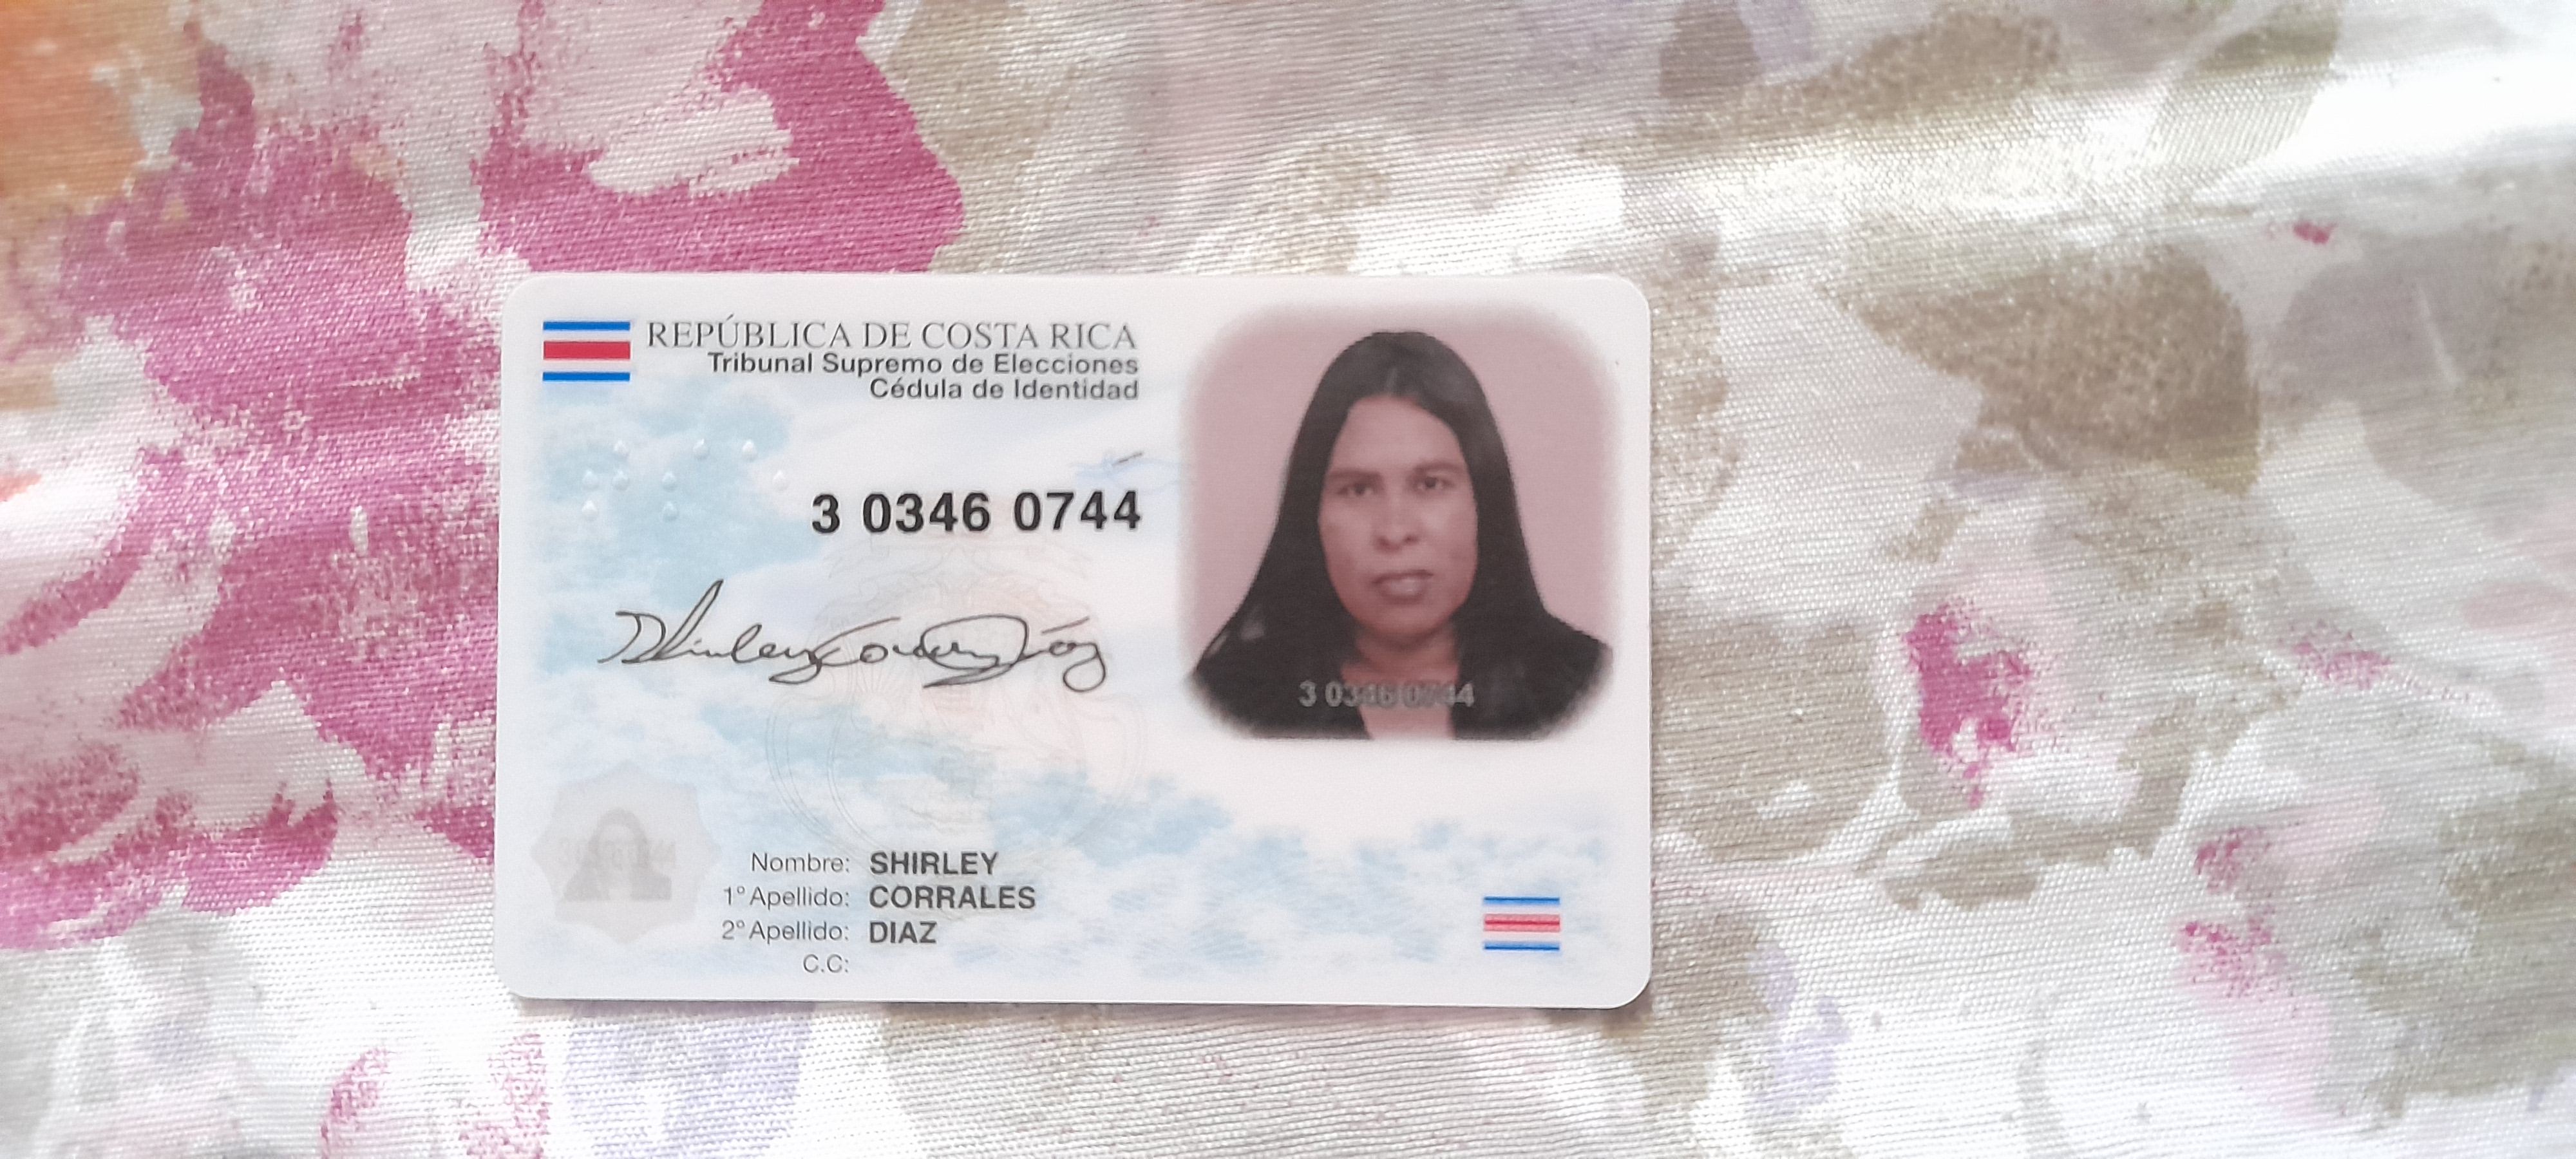 REPÚBLICA DE COSTA RICA
Tribunal Supremo de Elecciones
Cédula de Identidad
3 0346 0744
Shirley Corrales Díaz
3 0346 0744
Nombre: SHIRLEY
1° Apellido: CORRALES
2° Apellido: DIAZ
C.C: